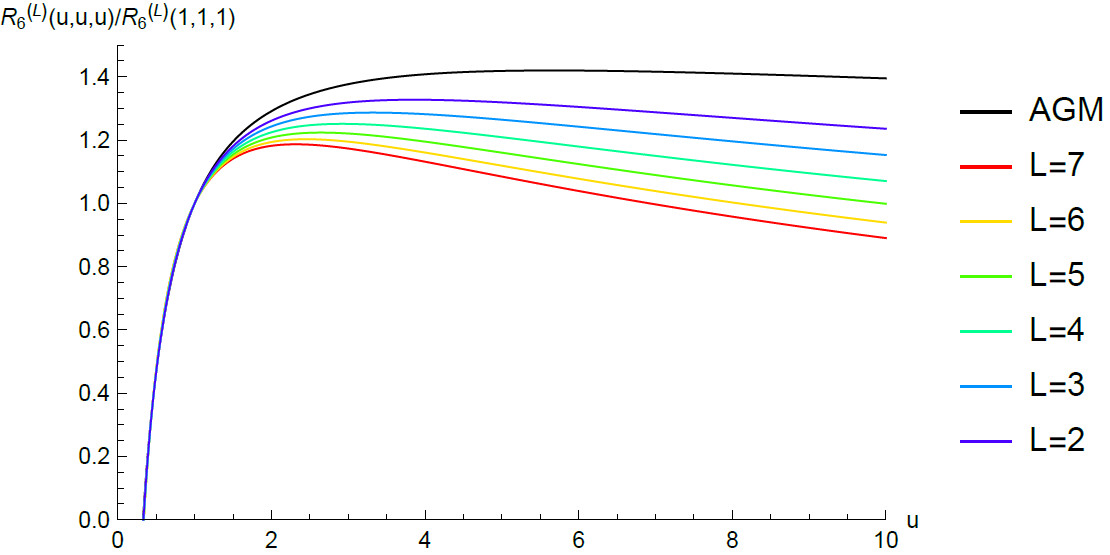 R₆⁽ᴸ⁾(u,u,u)/R₆⁽ᴸ⁾(1,1,1)
1.4
1.2
1.0
0.8
0.6
0.4
0.2
0.0
0 2 4 6 8 10 u
AGM
L=7
L=6
L=5
L=4
L=3
L=2